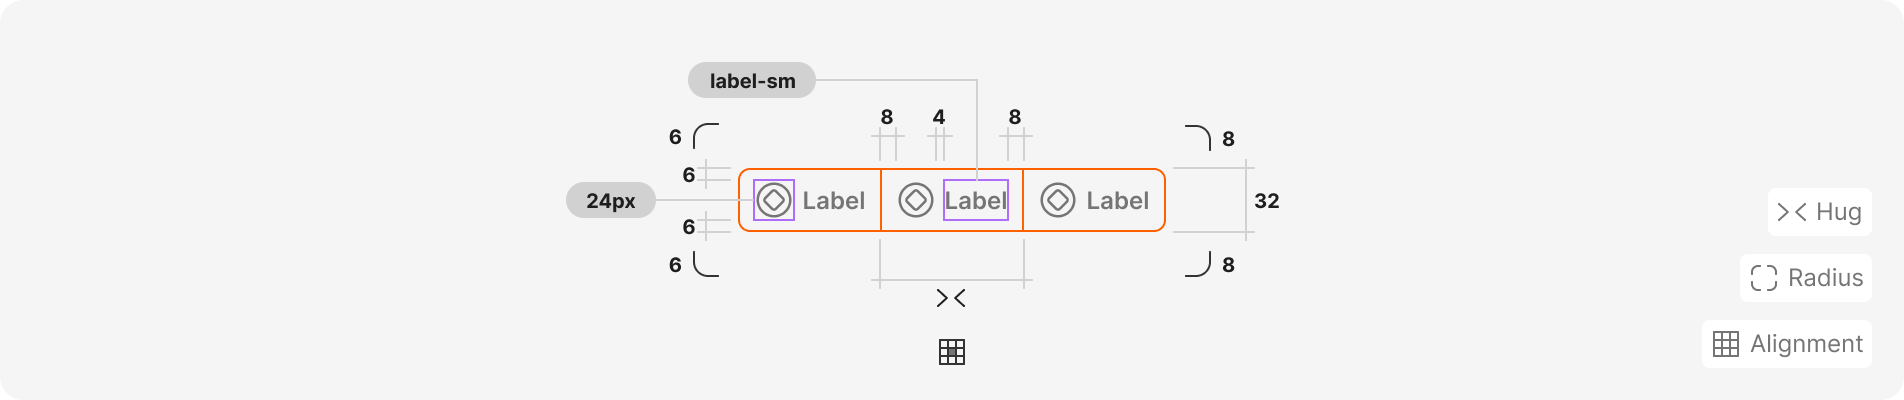 label-sm
8 4 8
6 8
6
24px Label Label Label 32
6
6 8
Hug
Radius
Alignment